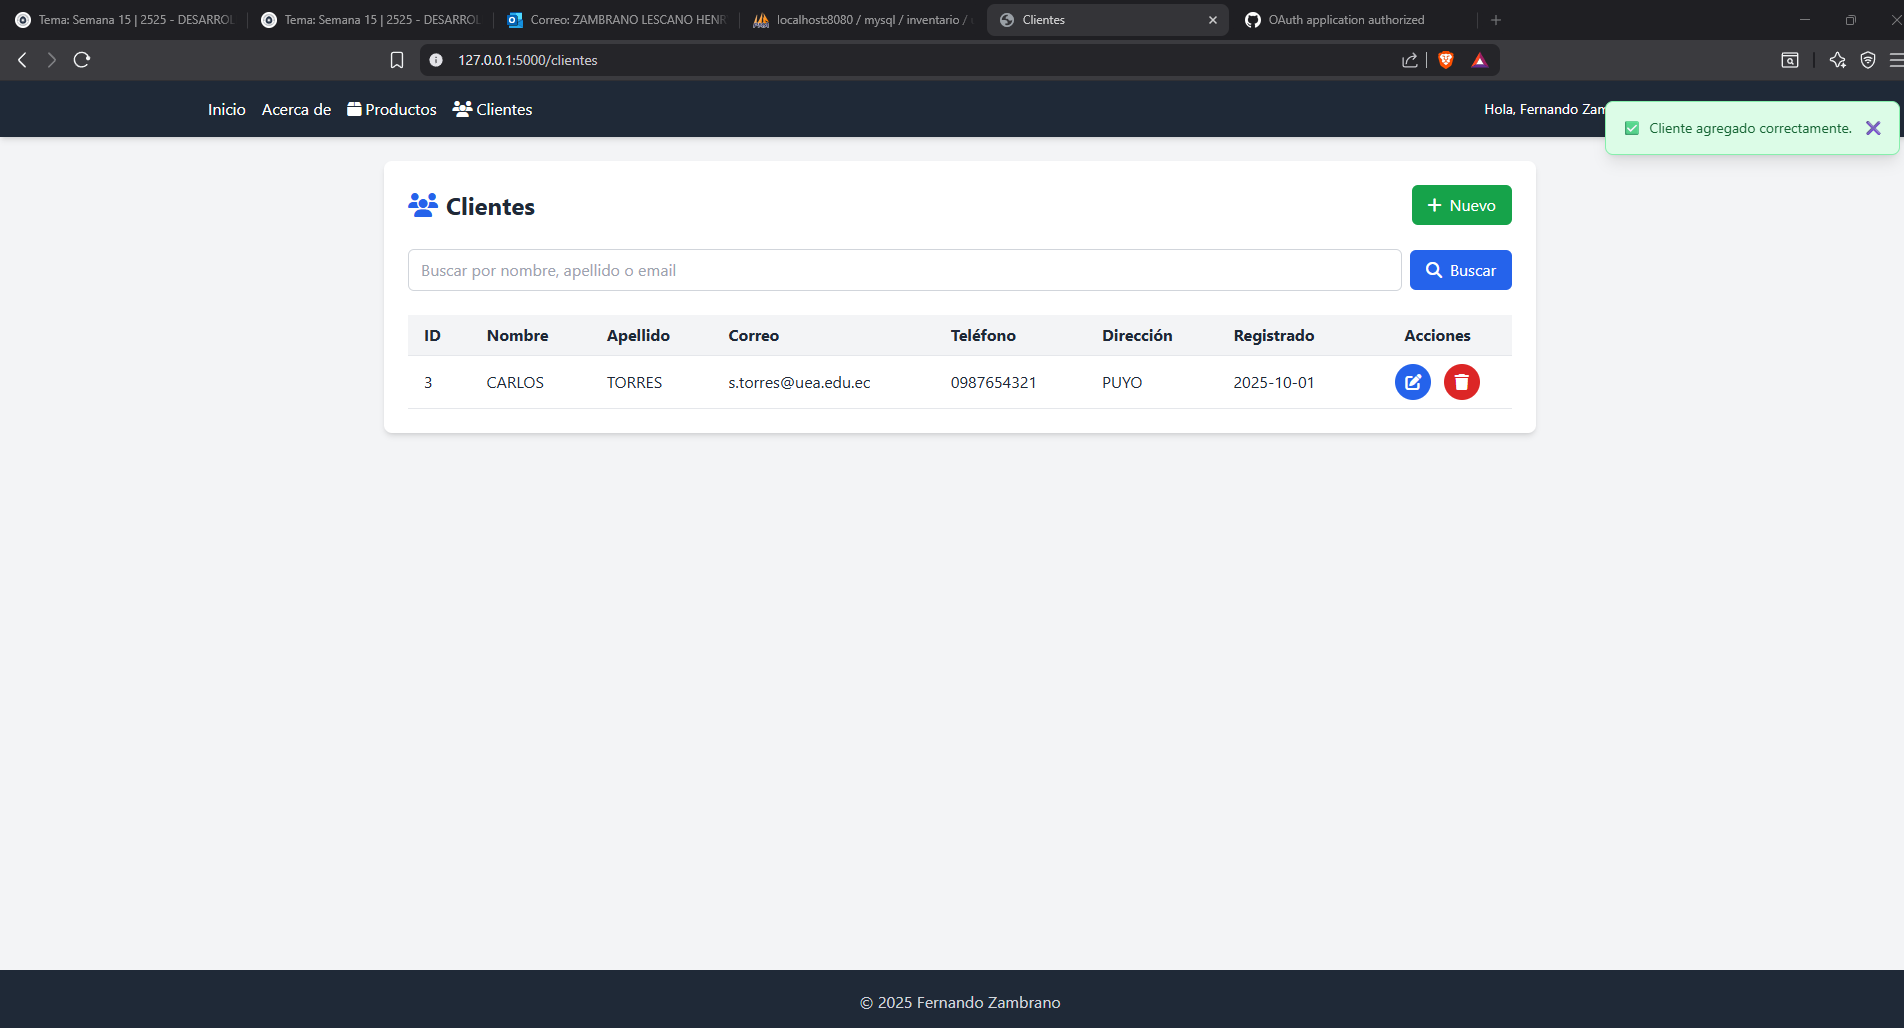 Tema: Semana 15 | 2525 - DESARROL
Tema: Semana 15 | 2525 - DESARROL
Correo: ZAMBRANO LESCANO HENR
localhost:8080 / mysql / inventario /
Clientes
OAuth application authorized
127.0.0.1:5000/clientes
Inicio Acerca de Productos Clientes
Hola, Fernando Zam
Cliente agregado correctamente.
Clientes
Nuevo
Buscar por nombre, apellido o email
Buscar
ID Nombre Apellido Correo Teléfono Dirección Registrado Acciones
3 CARLOS TORRES s.torres@uea.edu.ec 0987654321 PUYO 2025-10-01
© 2025 Fernando Zambrano